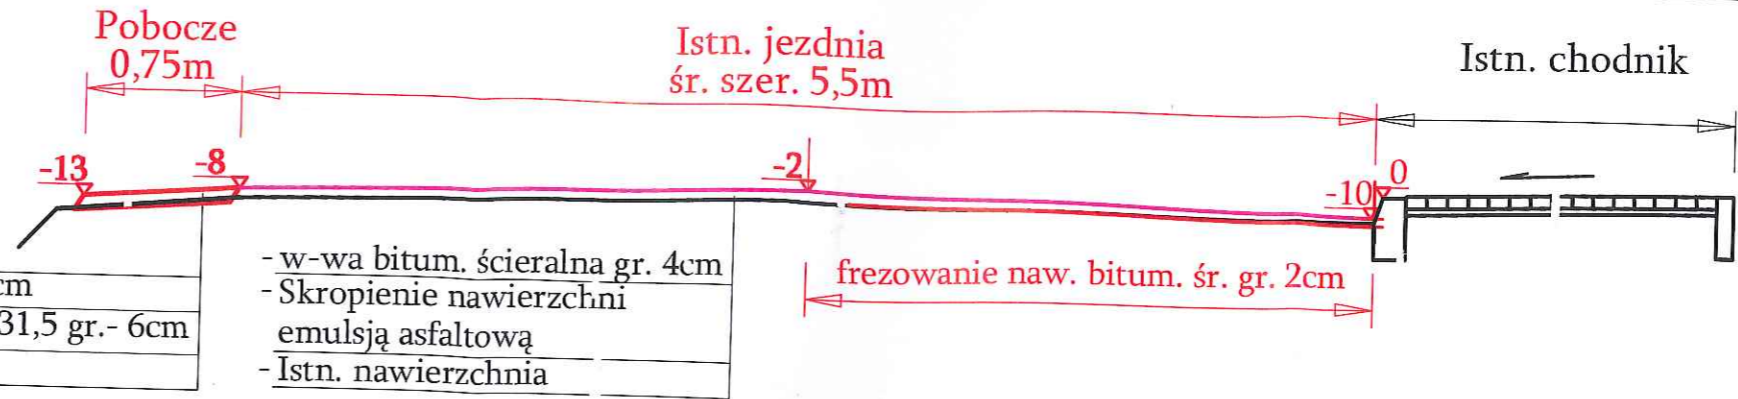 Pobocze
0,75m
Istn. jezdnia
śr. szer. 5,5m
Istn. chodnik
-13
-8
-2
-10
0
cm
31,5 gr.- 6cm
- w-wa bitum. ścieralna gr. 4cm
- Skropienie nawierzchni
emulsją asfaltową
- Istn. nawierzchnia
frezowanie naw. bitum. śr. gr. 2cm